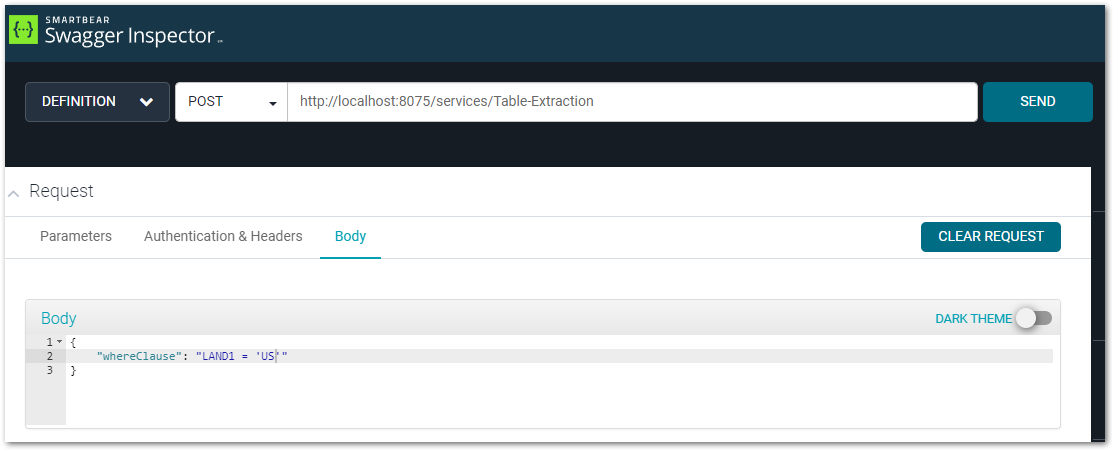 SMARTBEAR
Swagger Inspector
DEFINITION POST http://localhost:8075/services/Table-Extraction SEND
Request
Parameters Authentication & Headers Body CLEAR REQUEST
Body DARK THEME
1 {
2 "whereClause": "LAND1 = 'US'"
3 }